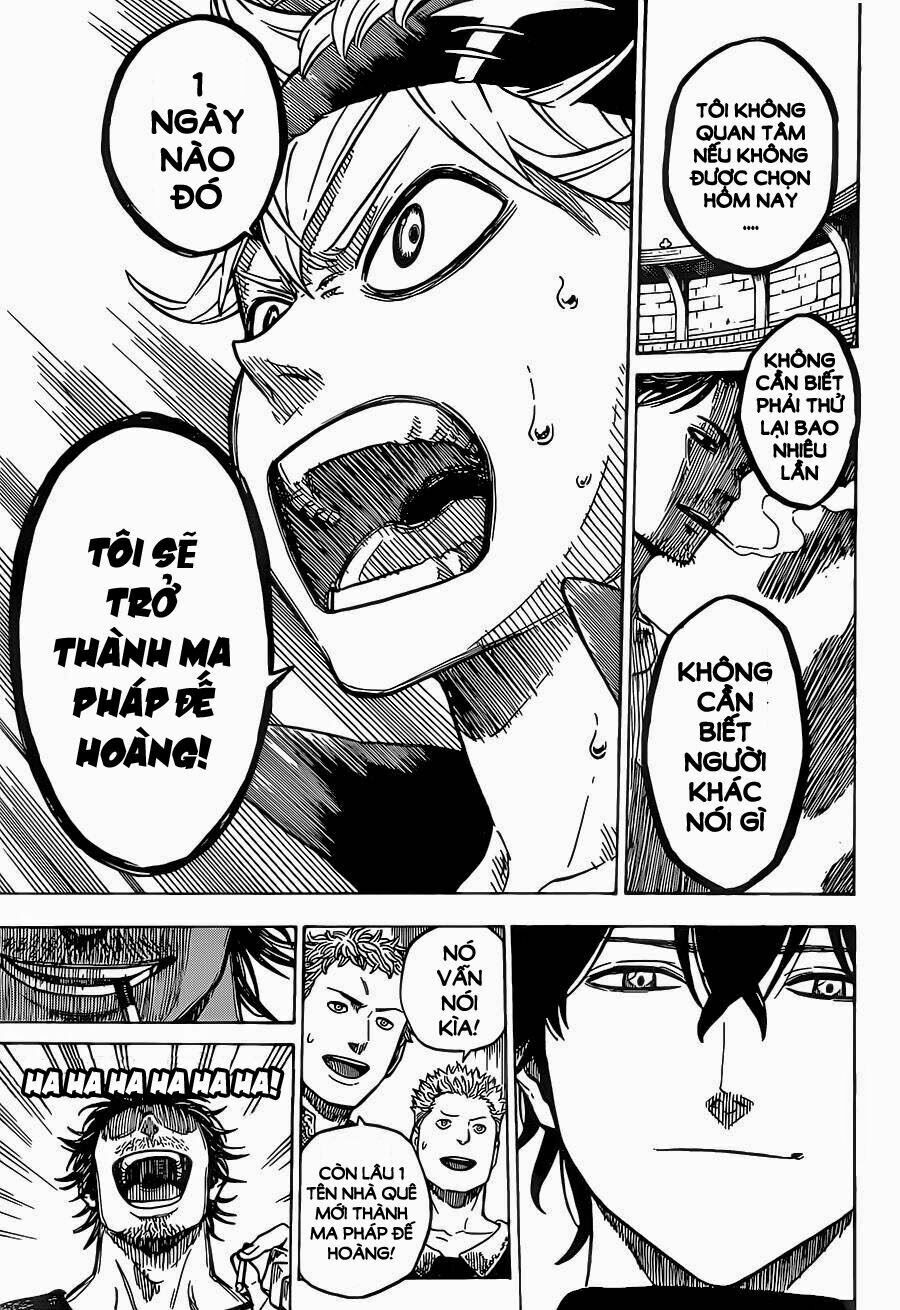 TÔI KHÔNG
QUAN TÂM
NẾU KHÔNG
ĐƯỢC CHỌN
HÔM NAY
....
KHÔNG
CẦN BIẾT
PHẢI THỬ
LẠI BAO
NHIÊU
LẦN
KHÔNG
CẦN
BIẾT
NGƯỜI
KHÁC
NÓI GÌ
1
NGÀY
NÀO
ĐÓ
TÔI SẼ
TRỞ
THÀNH MA
PHÁP ĐẾ
HOÀNG!
NÓ
VẤN
NÓI
KÌA!
CÒN LÂU 1
TÊN NHÀ QUÊ
MỚI THÀNH
MA PHÁP ĐẾ
HOÀNG!
HA HA HA HA HA HA!